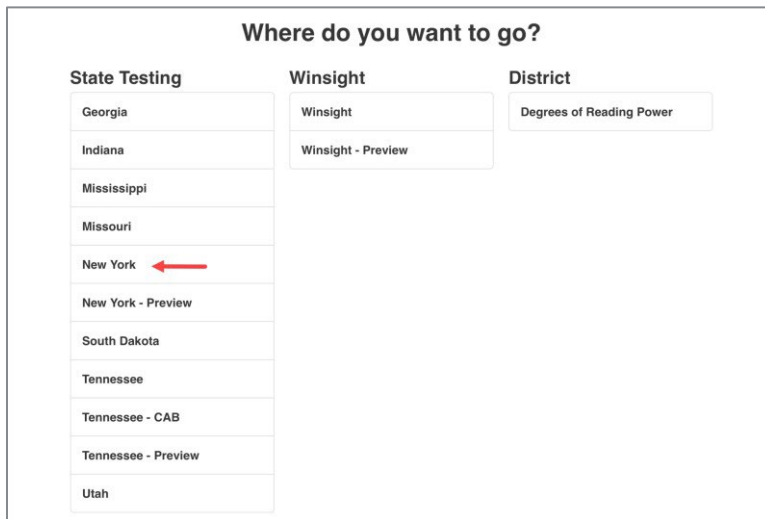 Where do you want to go?
State Testing
Georgia
Indiana
Mississippi
Missouri
New York
New York - Preview
South Dakota
Tennessee
Tennessee - CAB
Tennessee - Preview
Utah
Winsight
Winsight
Winsight - Preview
District
Degrees of Reading Power